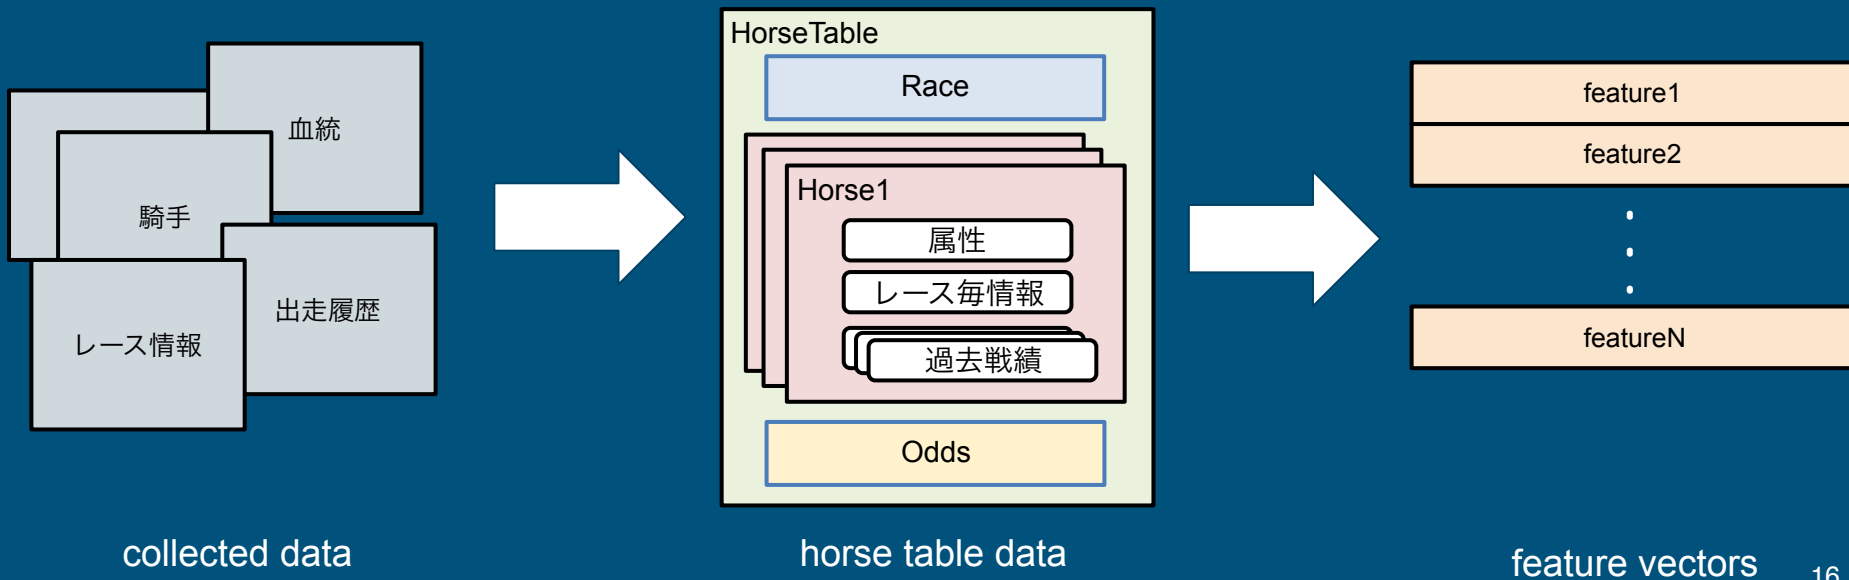 血統
騎手
出走履歴
レース情報
collected data
HorseTable
Race
Horse1
属性
レース毎情報
過去戦績
Odds
horse table data
feature1
feature2
featureN
feature vectors
16